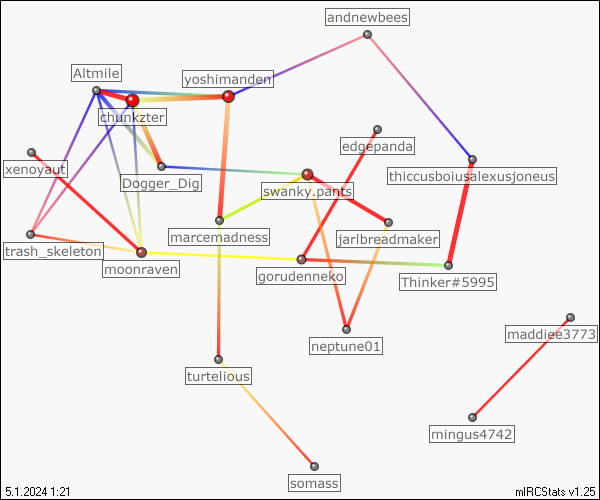 andnewbees
Altmile
yoshimanden
chunkzter
edgepanda
xenoyaut
Dogger_Dig
swanky.pants
thiccusboiusalexusjoneus
marcemadness
jarlbreadmaker
trash_skeleton
moonraven
gorudenneko
Thinker#5995
maddiee3773
neptune01
turtelious
mingus4742
somass
5.1.2024 1:21
mIRCStats v1.25